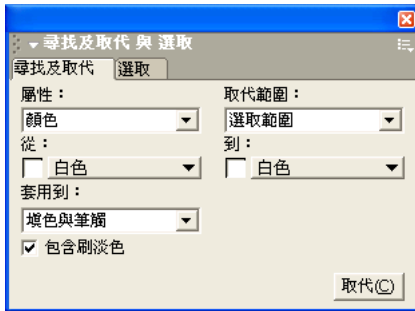 尋找及取代 與 選取
尋找及取代 選取
屬性： 取代範圍：
顏色 選取範圍
從： 到：
白色 白色
套用到：
填色與筆觸
包含刷淡色
取代(C)